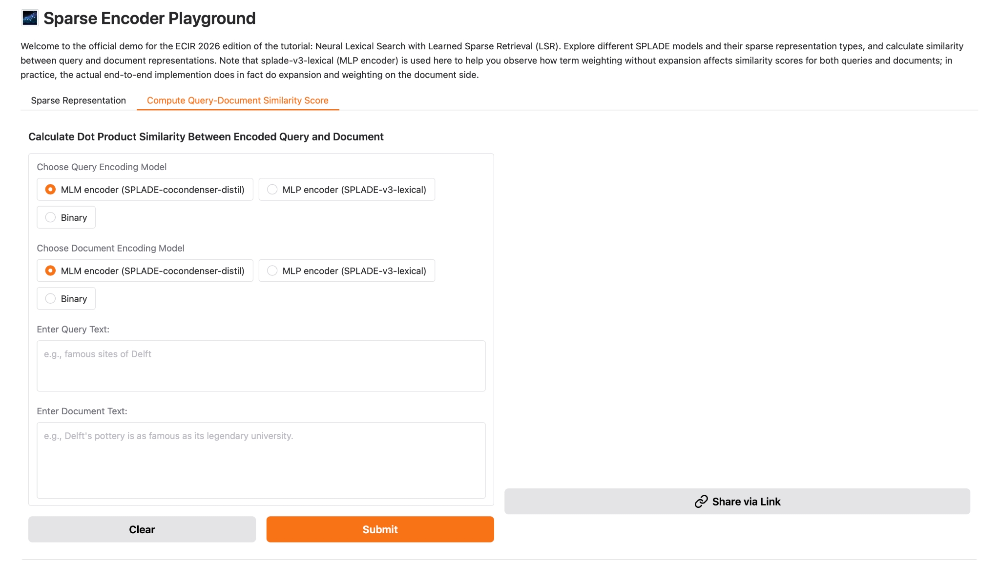 Sparse Encoder Playground
Welcome to the official demo for the ECIR 2026 edition of the tutorial: Neural Lexical Search with Learned Sparse Retrieval (LSR). Explore different SPLADE models and their sparse representation types, and calculate similarity
between query and document representations. Note that splade-v3-lexical (MLP encoder) is used here to help you observe how term weighting without expansion affects similarity scores for both queries and documents; in
practice, the actual end-to-end implemention does in fact do expansion and weighting on the document side.
Sparse Representation
Compute Query-Document Similarity Score
Calculate Dot Product Similarity Between Encoded Query and Document
Choose Query Encoding Model
MLM encoder (SPLADE-cocondenser-distil)
MLP encoder (SPLADE-v3-lexical)
Binary
Choose Document Encoding Model
MLM encoder (SPLADE-cocondenser-distil)
MLP encoder (SPLADE-v3-lexical)
Binary
Enter Query Text:
e.g., famous sites of Delft
Enter Document Text:
e.g., Delft's pottery is as famous as its legendary university.
Share via Link
Clear
Submit